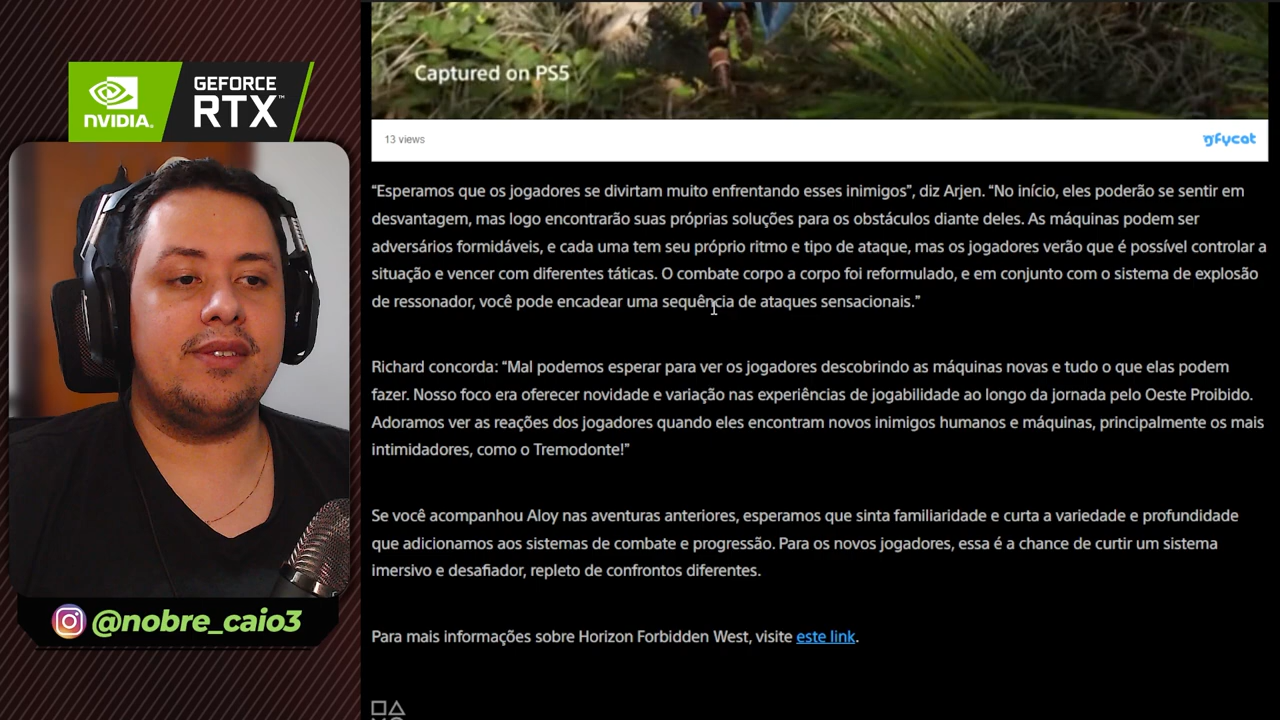 NVIDIA.
GEFORCE
RTX™
@nobre_caio3
Captured on PS5
13 views
gfycat
“Esperamos que os jogadores se divirtam muito enfrentando esses inimigos”, diz Arjen. “No início, eles poderão se sentir em
desvantagem, mas logo encontrarão suas próprias soluções para os obstáculos diante deles. As máquinas podem ser
adversários formidáveis, e cada uma tem seu próprio ritmo e tipo de ataque, mas os jogadores verão que é possível controlar a
situação e vencer com diferentes táticas. O combate corpo a corpo foi reformulado, e em conjunto com o sistema de explosão
de ressonador, você pode encadear uma sequência de ataques sensacionais.”
Richard concorda: “Mal podemos esperar para ver os jogadores descobrindo as máquinas novas e tudo o que elas podem
fazer. Nosso foco era oferecer novidade e variação nas experiências de jogabilidade ao longo da jornada pelo Oeste Proibido.
Adoramos ver as reações dos jogadores quando eles encontram novos inimigos humanos e máquinas, principalmente os mais
intimidadores, como o Tremodonte!”
Se você acompanhou Aloy nas aventuras anteriores, esperamos que sinta familiaridade e curta a variedade e profundidade
que adicionamos aos sistemas de combate e progressão. Para os novos jogadores, essa é a chance de curtir um sistema
imersivo e desafiador, repleto de confrontos diferentes.
Para mais informações sobre Horizon Forbidden West, visite este link.